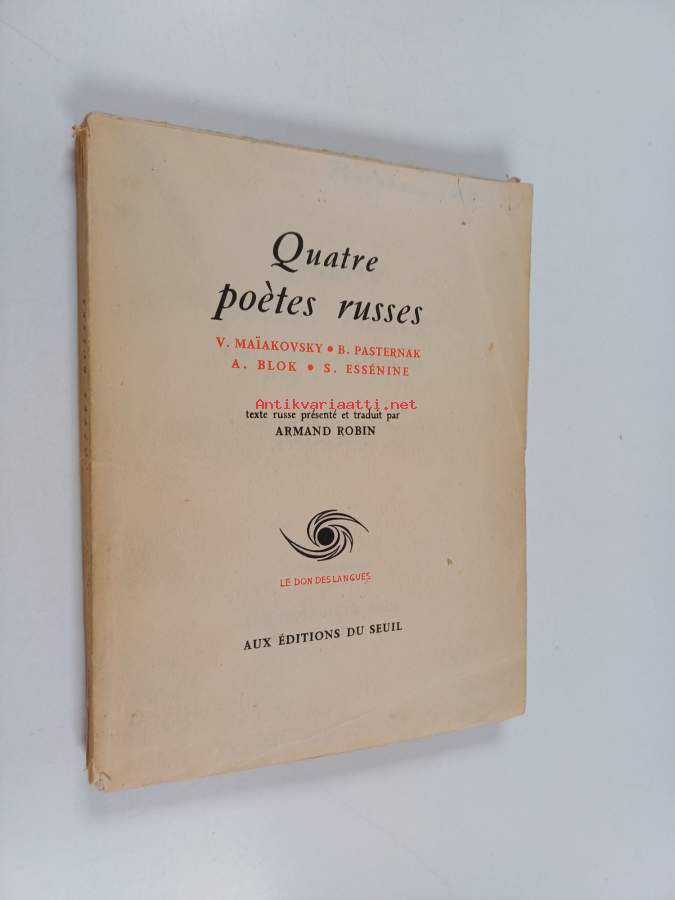 Quatre
poètes russes
V. MAÏAKOVSKY • B. PASTERNAK
A. BLOK • S. ESSÉNINE
Antikvariaatti.net
texte russe présenté et traduit par
ARMAND ROBIN
LE DON DES LANGUES
AUX ÉDITIONS DU SEUIL